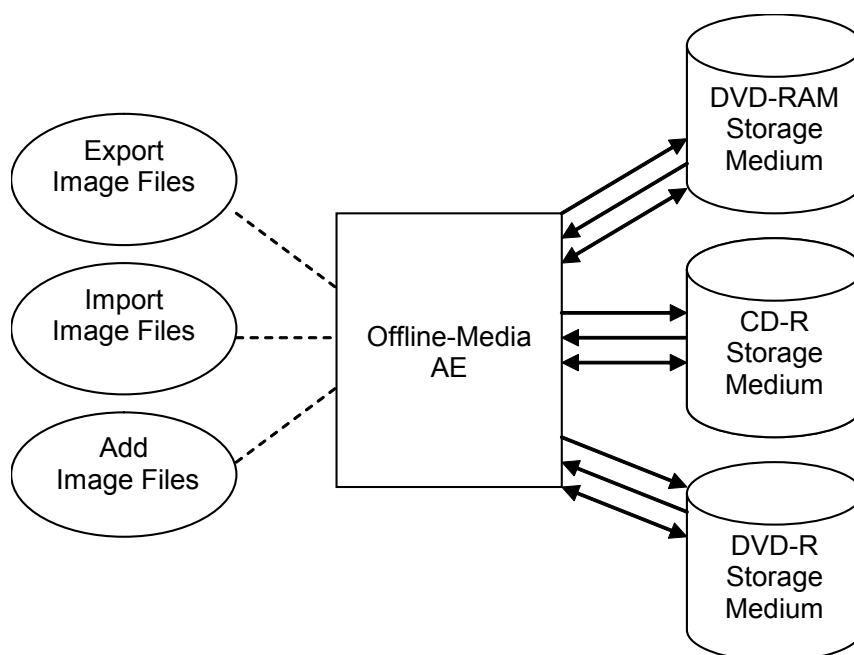 Export
Image Files
Import
Image Files
Add
Image Files
Offline-Media
AE
DVD-RAM
Storage
Medium
CD-R
Storage
Medium
DVD-R
Storage
Medium